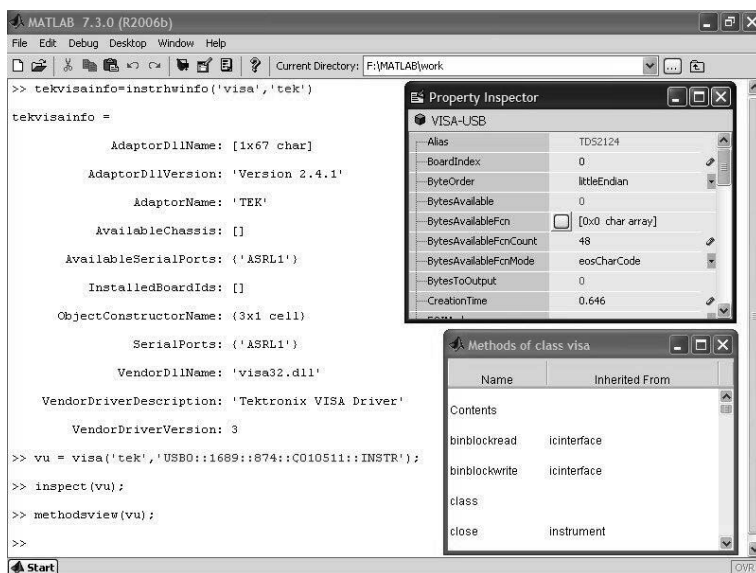 MATLAB 7.3.0 (R2006b)
File Edit Debug Desktop Window Help
Current Directory: F:\MATLAB\work
>> tekvisainfo=instrhwinfo('visa','tek')
tekvisainfo =
AdaptorDllName: [1x67 char]
AdaptorDllVersion: 'Version 2.4.1'
AdaptorName: 'TEK'
AvailableChassis: []
AvailableSerialPorts: {'ASRL1'}
InstalledBoardIds: []
ObjectConstructorName: {3x1 cell}
SerialPorts: {'ASRL1'}
VendorDllName: 'visa32.dll'
VendorDriverDescription: 'Tektronix VISA Driver'
VendorDriverVersion: 3
>> vu = visa('tek','USB0::1689::874::C010511::INSTR');
>> inspect(vu);
>> methodsview(vu);
>>
Property Inspector
VISA-USB
Alias TDS2124
BoardIndex 0
ByteOrder littleEndian
BytesAvailable 0
BytesAvailableFcn [0x0 char array]
BytesAvailableFcnCount 48
BytesAvailableFcnMode eosCharCode
BytesToOutput 0
CreationTime 0.646
Methods of class visa
Name Inherited From
Contents
binblockread icinterface
binblockwrite icinterface
class
close instrument
Start
OVR